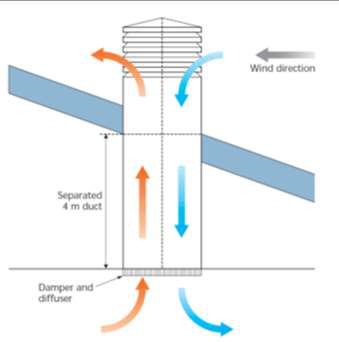 Wind direction
Separated
4 m duct
Damper and
diffuser